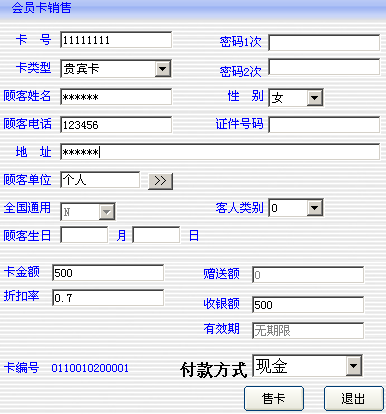 会员卡销售
卡 号 11111111 密码1次
卡类型 贵宾卡 密码2次
顾客姓名 ****** 性 别 女
顾客电话 123456 证件号码
地 址 ******
顾客单位 个人 >>
全国通用 N 客人类别 0
顾客生日 月 日
卡金额 500 赠送额 0
折扣率 0.7 收银额 500
有效期 无期限
卡编号 0110010200001 付款方式 现金
售卡 退出